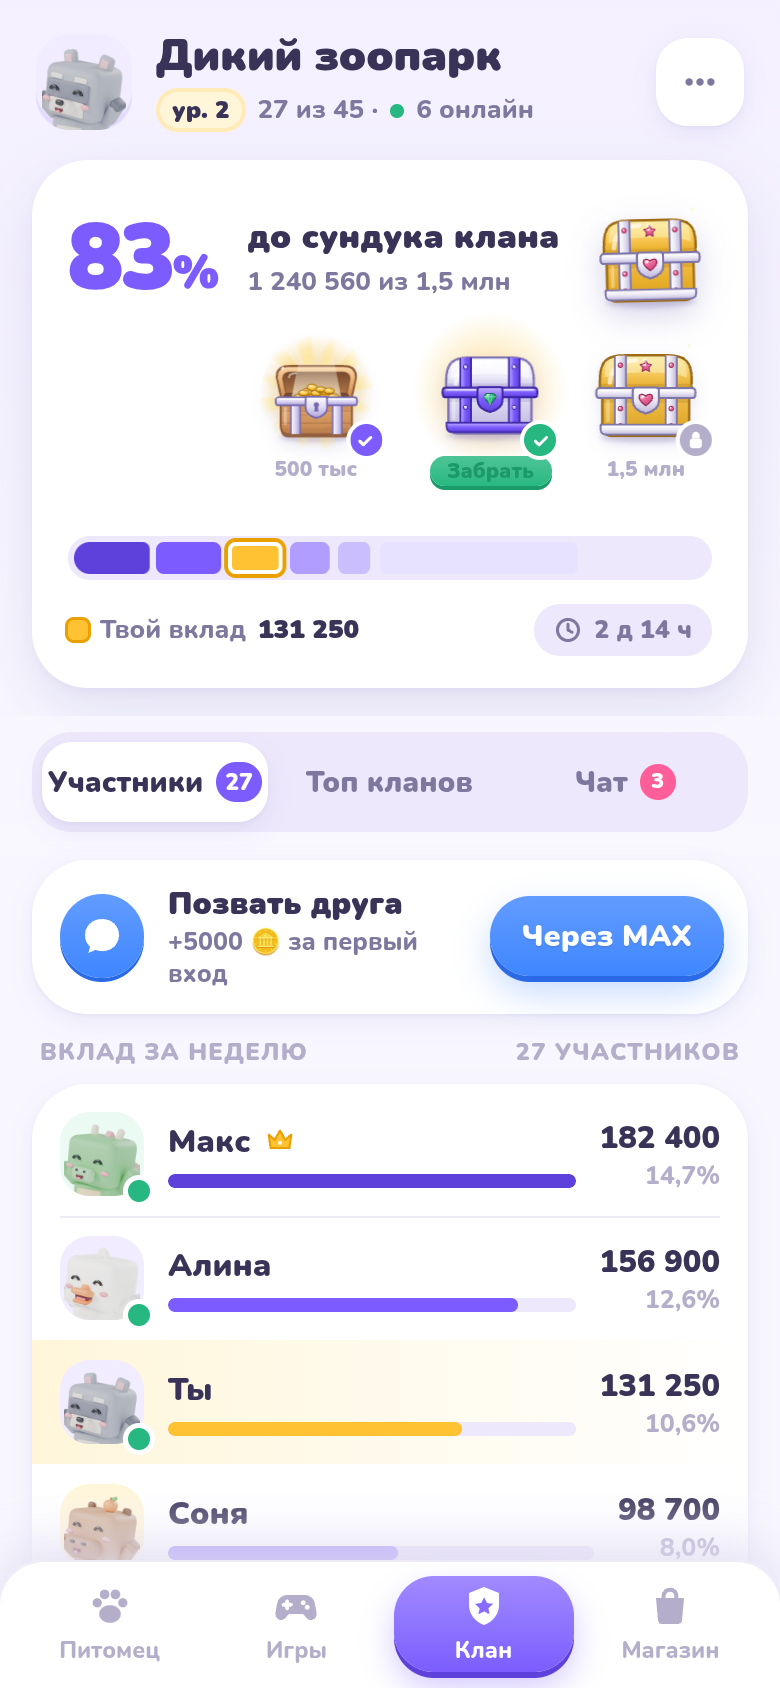 Дикий зоопарк
ур. 2 27 из 45 · 6 онлайн
83% до сундука клана
1 240 560 из 1,5 млн
500 тыс Забрать 1,5 млн
Твой вклад 131 250 2 д 14 ч
Участники 27 Топ кланов Чат 3
Позвать друга
+5000 за первый
вход
Через MAX
ВКЛАД ЗА НЕДЕЛЮ 27 УЧАСТНИКОВ
Макс 182 400
14,7%
Алина 156 900
12,6%
Ты 131 250
10,6%
Соня 98 700
8,0%
Питомец Игры Клан Магазин